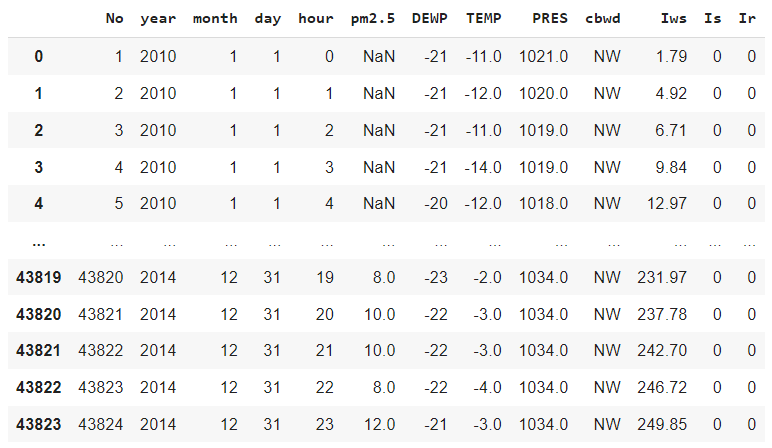 No year month day hour pm2.5 DEWP TEMP PRES cbwd Iws Is Ir
0 1 2010 1 1 0 NaN -21 -11.0 1021.0 NW 1.79 0 0
1 2 2010 1 1 1 NaN -21 -12.0 1020.0 NW 4.92 0 0
2 3 2010 1 1 2 NaN -21 -11.0 1019.0 NW 6.71 0 0
3 4 2010 1 1 3 NaN -21 -14.0 1019.0 NW 9.84 0 0
4 5 2010 1 1 4 NaN -20 -12.0 1018.0 NW 12.97 0 0
... ... ... ... ... ... ... ... ... ... ... ... ... ...
43819 43820 2014 12 31 19 8.0 -23 -2.0 1034.0 NW 231.97 0 0
43820 43821 2014 12 31 20 10.0 -22 -3.0 1034.0 NW 237.78 0 0
43821 43822 2014 12 31 21 10.0 -22 -3.0 1034.0 NW 242.70 0 0
43822 43823 2014 12 31 22 8.0 -22 -4.0 1034.0 NW 246.72 0 0
43823 43824 2014 12 31 23 12.0 -21 -3.0 1034.0 NW 249.85 0 0